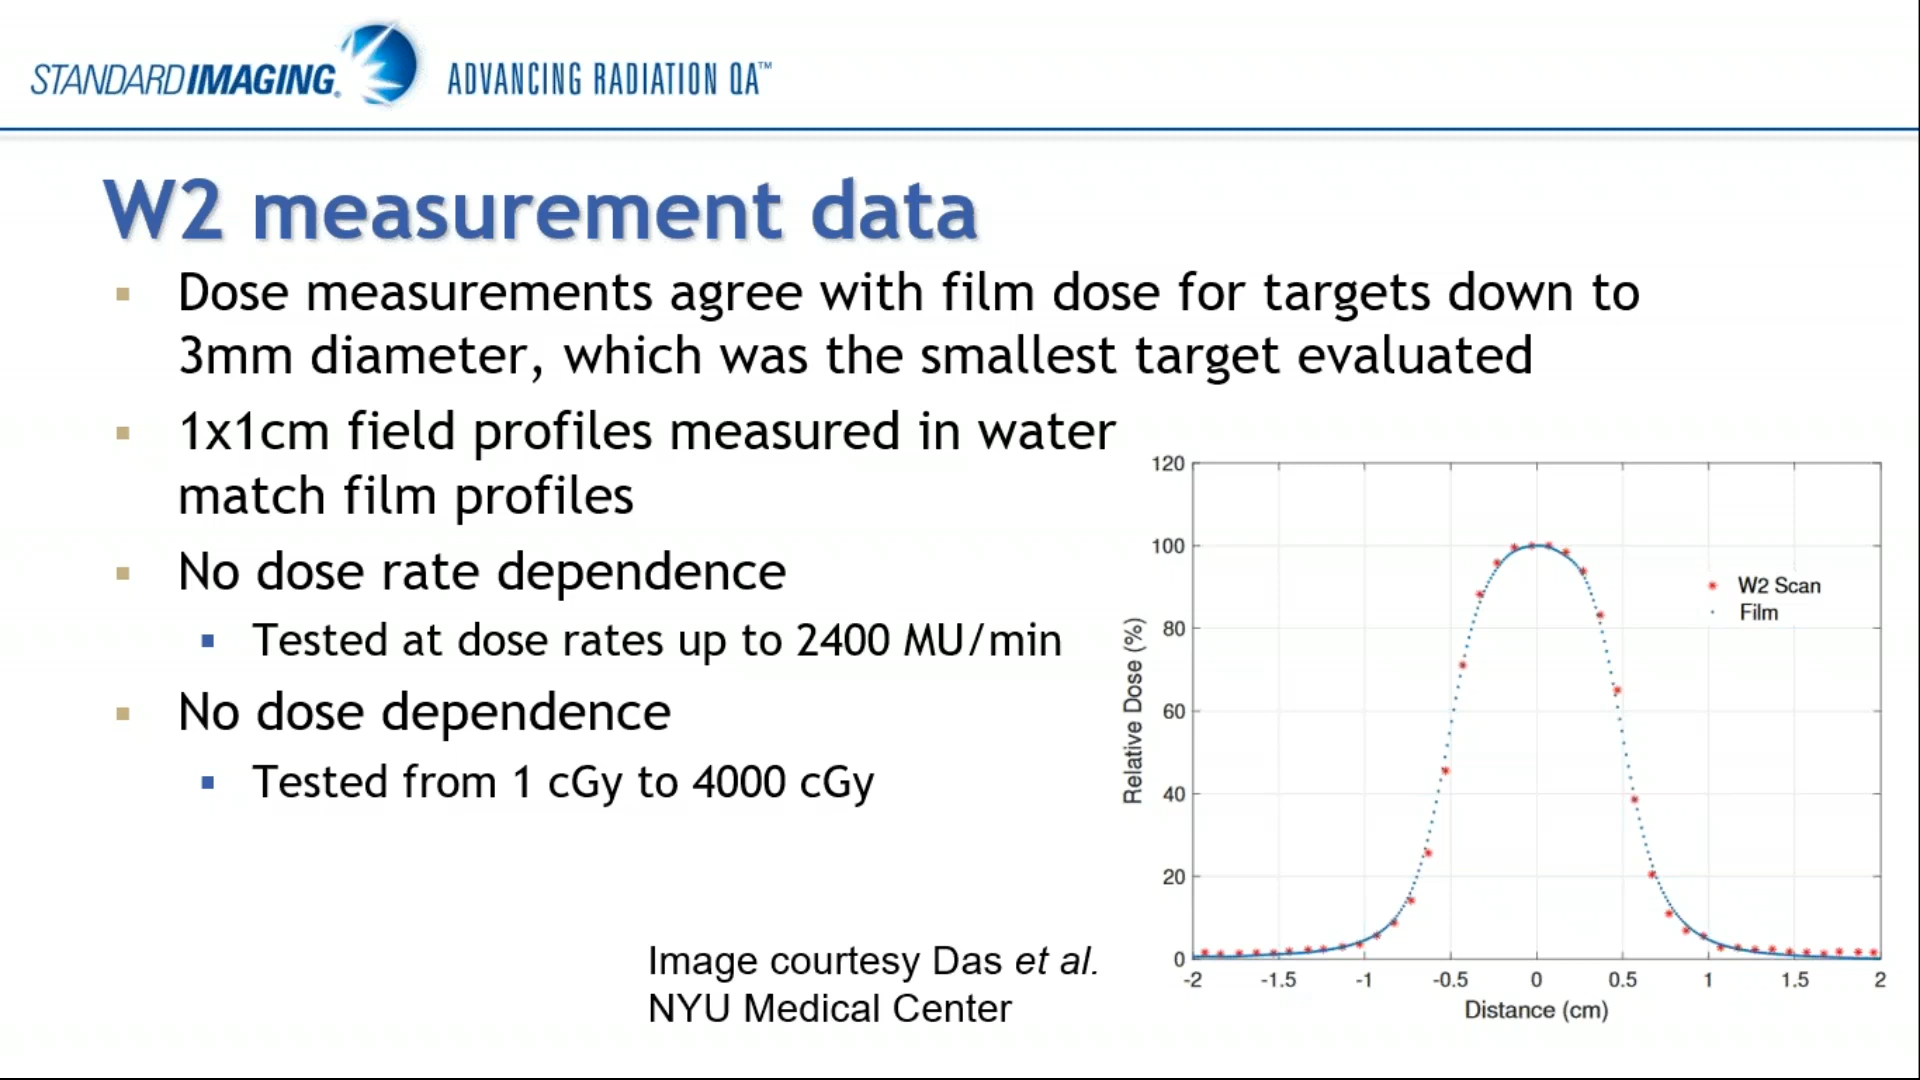 STANDARD IMAGING® ADVANCING RADIATION QA™
W2 measurement data
Dose measurements agree with film dose for targets down to
3mm diameter, which was the smallest target evaluated
1x1cm field profiles measured in water
match film profiles
No dose rate dependence
Tested at dose rates up to 2400 MU/min
No dose dependence
Tested from 1 cGy to 4000 cGy
Image courtesy Das et al.
NYU Medical Center
120
100
80
60
40
20
0
Relative Dose (%)
W2 Scan
Film
-2 -1.5 -1 -0.5 0 0.5 1 1.5 2
Distance (cm)